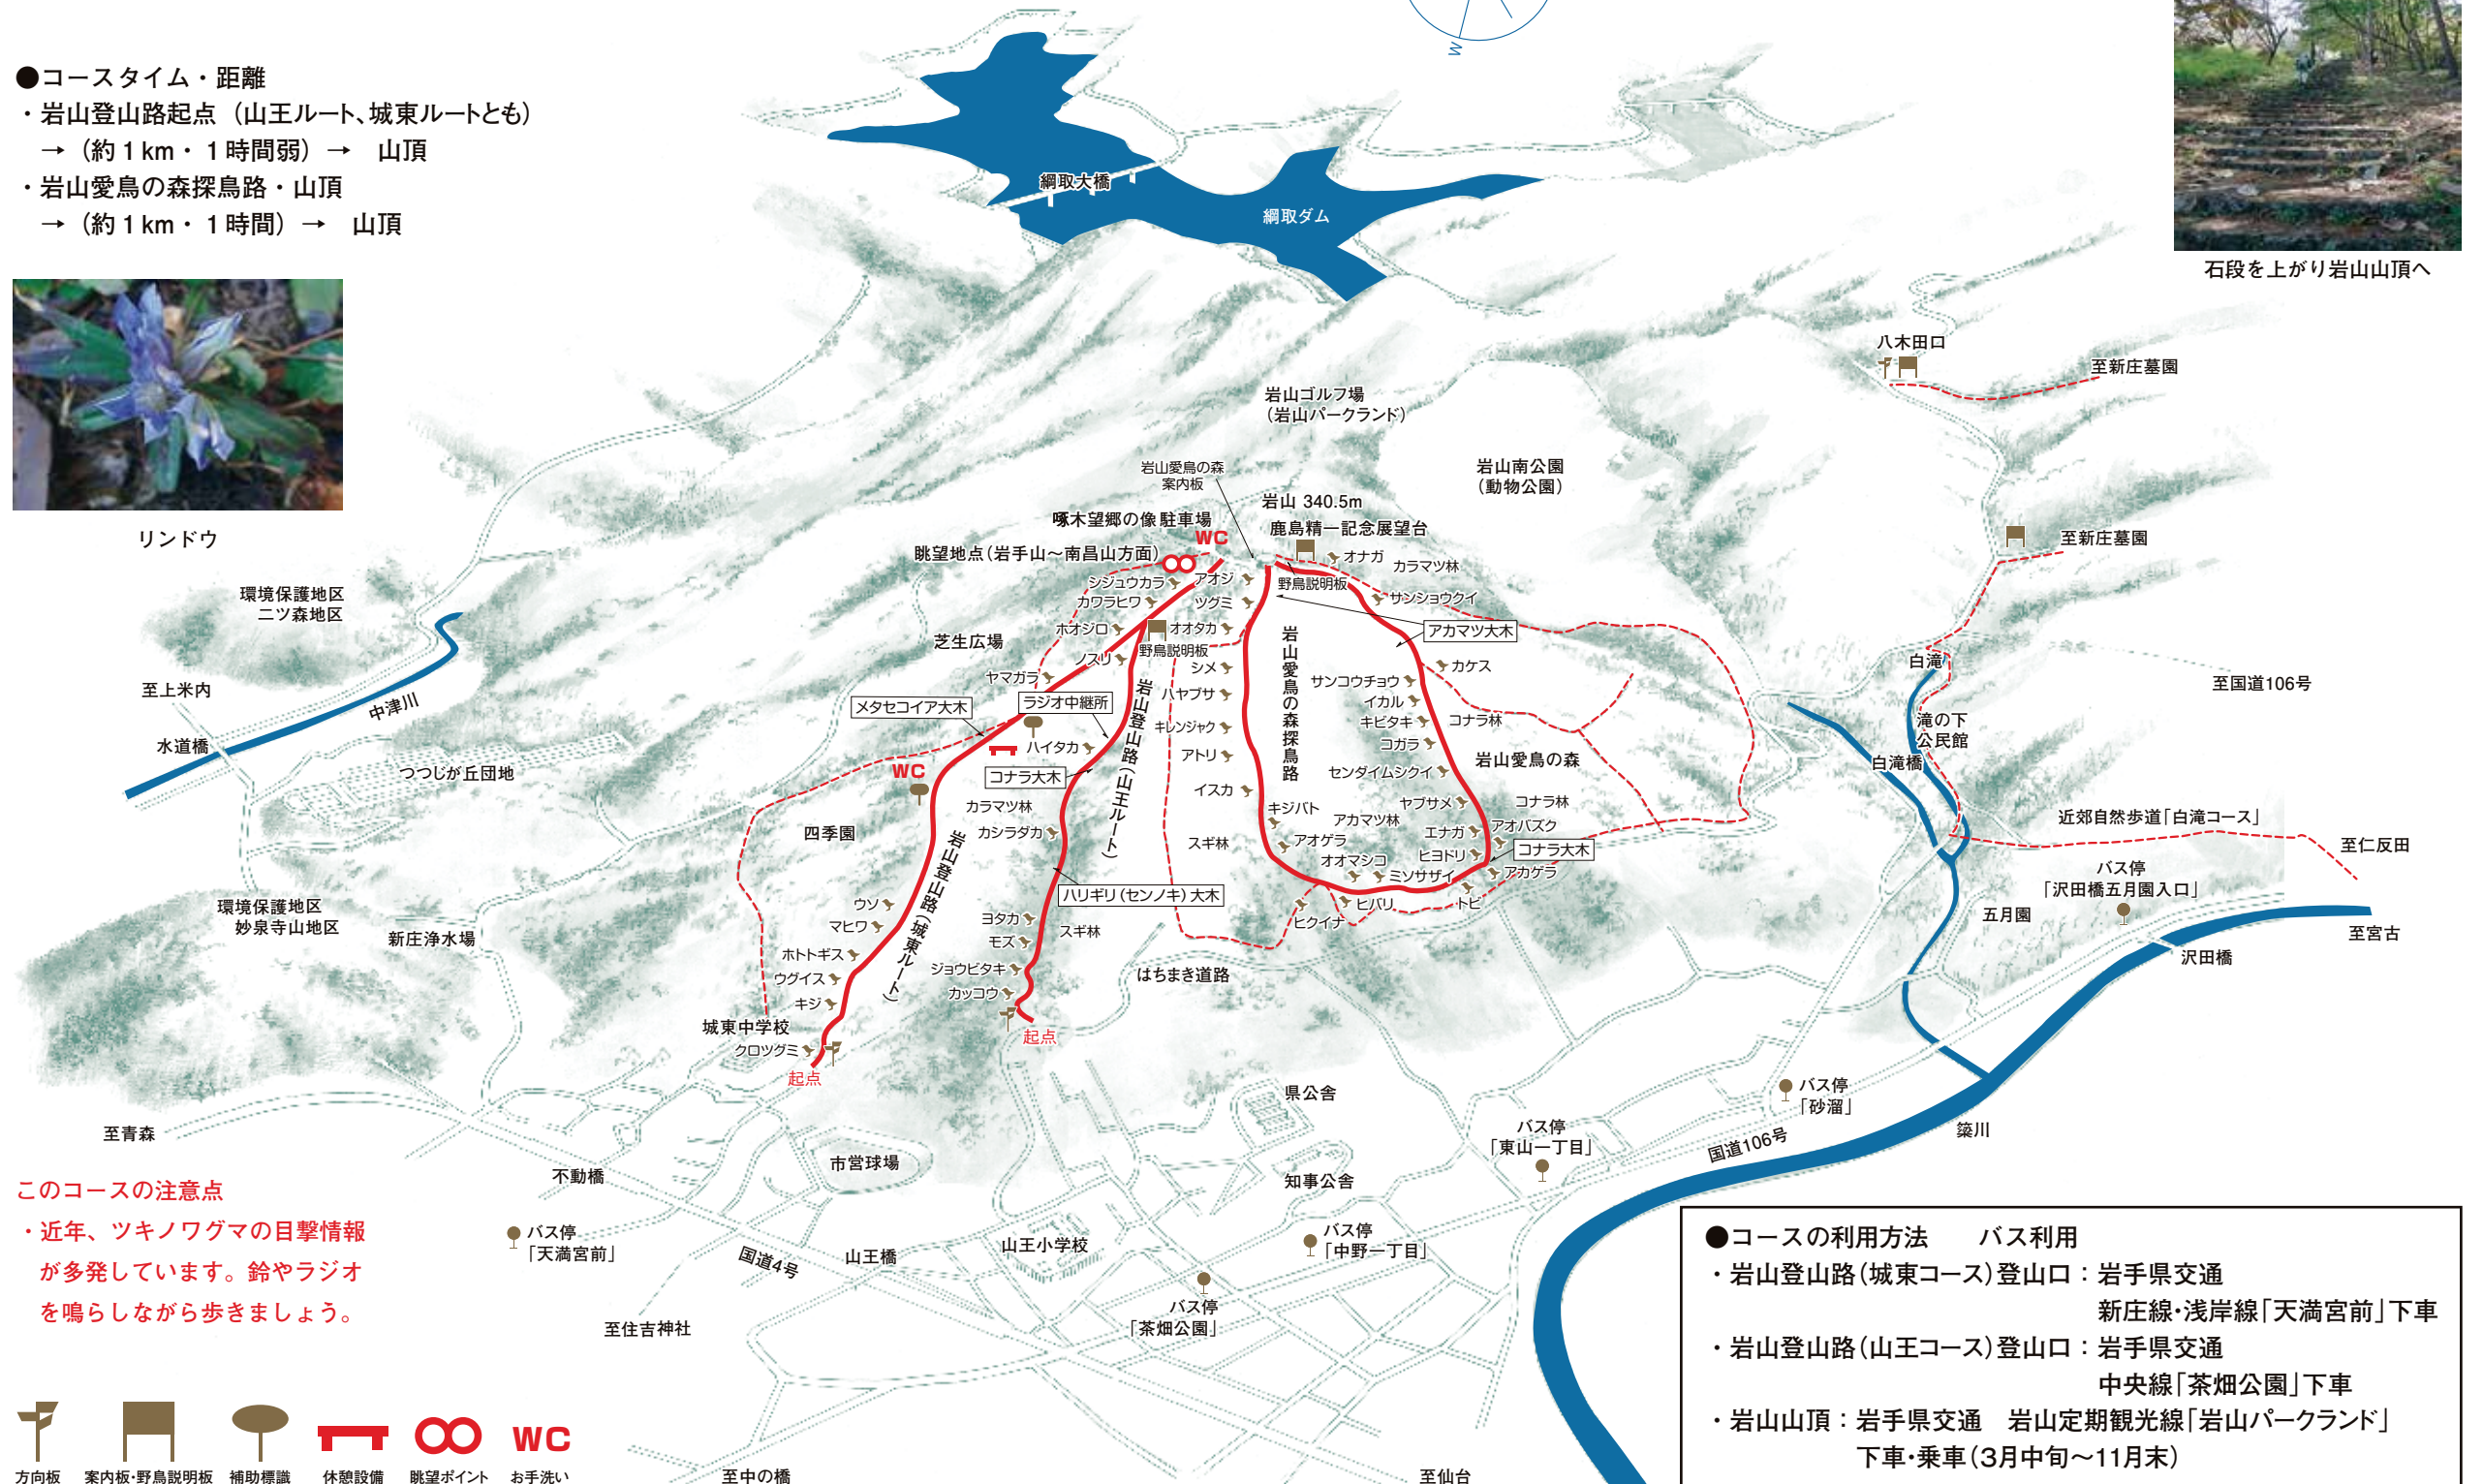 W
●コースタイム・距離
・岩山登山路起点（山王ルート、城東ルートとも）
→（約1km・1時間弱）→　山頂
・岩山愛鳥の森探鳥路・山頂
→（約1km・1時間）→　山頂
リンドウ
石段を上がり岩山山頂へ
綱取大橋
綱取ダム
八木田口
至新庄墓園
岩山ゴルフ場
（岩山パークランド）
岩山南公園
（動物公園）
岩山愛鳥の森
案内板
岩山 340.5m
啄木望郷の像 駐車場
WC
鹿島精一記念展望台
眺望地点（岩手山～南昌山方面）
オナガ
カラマツ林
至新庄墓園
シジュウカラ
アオジ
野鳥説明板
カワラヒワ
ツグミ
サンショウクイ
ホオジロ
オオタカ
アカマツ大木
環境保護地区
二ツ森地区
芝生広場
野鳥説明板
ノスリ
シメ
カケス
ヤマガラ
ハヤブサ
サンコウチョウ
イカル
白滝
至国道106号
至上米内
中津川
メタセコイア大木
ラジオ中継所
岩山登山路（山王ルート）
岩山愛鳥の森探鳥路
キレンジャク
キビタキ
コナラ林
滝の下
公民館
水道橋
ハイタカ
アトリ
コガラ
岩山愛鳥の森
白滝橋
つつじが丘団地
WC
コナラ大木
センダイムシクイ
イスカ
カラマツ林
キジバト
ヤブサメ
コナラ林
四季園
カシラダカ
アカマツ林
エナガ
アオバズク
近郊自然歩道「白滝コース」
スギ林
アオゲラ
ヒヨドリ
コナラ大木
至仁反田
オオマシコ
ミソサザイ
アカゲラ
バス停
「沢田橋五月園入口」
ハリギリ（センノキ）大木
岩山登山路（城東ルート）
ウソ
ヒバリ
トビ
環境保護地区
妙泉寺山地区
マヒワ
ヨタカ
スギ林
ヒクイナ
五月園
新庄浄水場
モズ
至宮古
ホトトギス
ジョウビタキ
はちまき道路
沢田橋
ウグイス
カッコウ
キジ
城東中学校
起点
クロツグミ
起点
県公舎
バス停
「砂溜」
至青森
バス停
「東山一丁目」
国道106号
簗川
不動橋
市営球場
知事公舎
このコースの注意点
・近年、ツキノワグマの目撃情報
が多発しています。鈴やラジオ
を鳴らしながら歩きましょう。
バス停
「天満宮前」
国道4号
山王橋
山王小学校
バス停
「中野一丁目」
バス停
「茶畑公園」
至住吉神社
至中の橋
至仙台
●コースの利用方法　　バス利用
・岩山登山路（城東コース）登山口：岩手県交通
新庄線・浅岸線「天満宮前」下車
・岩山登山路（山王コース）登山口：岩手県交通
中央線「茶畑公園」下車
・岩山山頂：岩手県交通　岩山定期観光線「岩山パークランド」
下車・乗車（3月中旬～11月末）
WC
方向板　案内板・野鳥説明板　補助標識　休憩設備　眺望ポイント　お手洗い